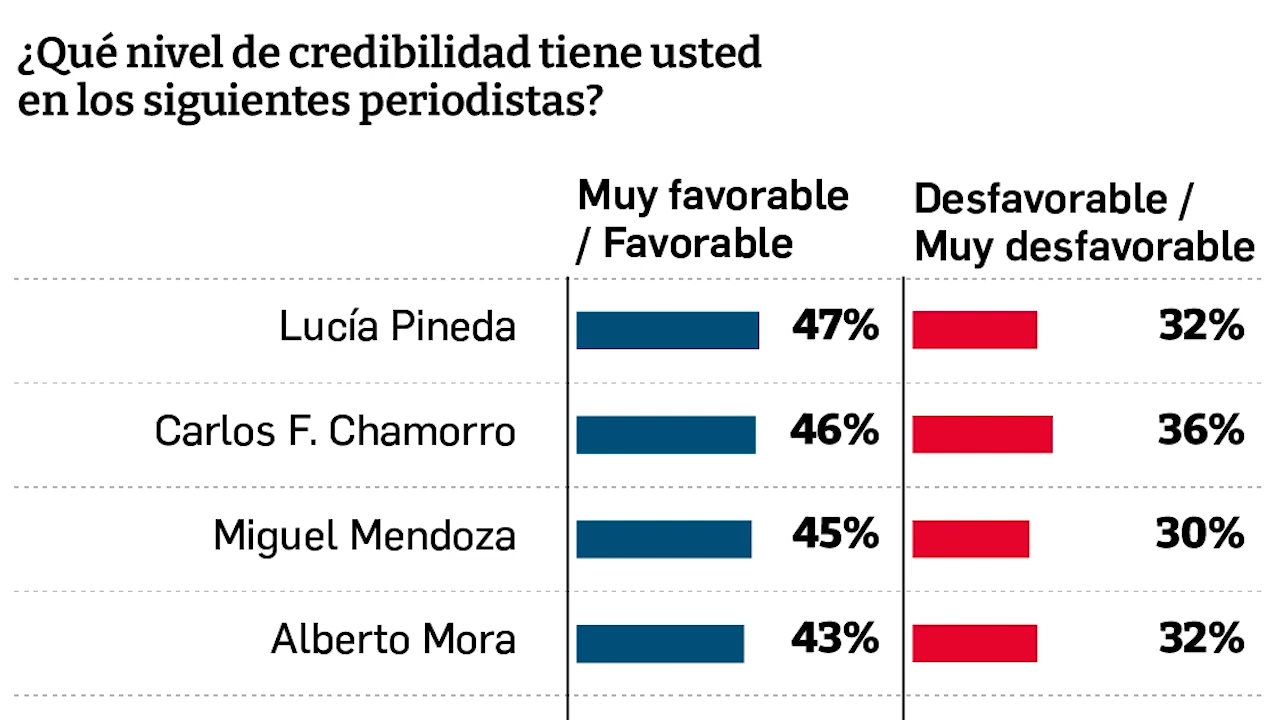 ¿Qué nivel de credibilidad tiene usted
en los siguientes periodistas?
Muy favorable
/ Favorable
Desfavorable /
Muy desfavorable
Lucía Pineda 47% 32%
Carlos F. Chamorro 46% 36%
Miguel Mendoza 45% 30%
Alberto Mora 43% 32%